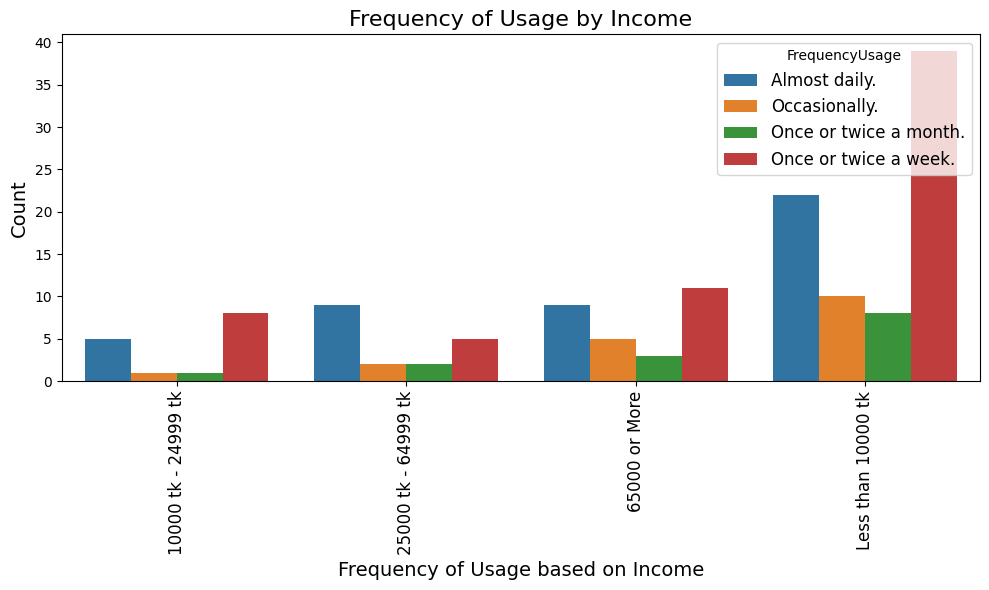 Frequency of Usage by Income
Count
40
35
30
25
20
15
10
5
0
FrequencyUsage
Almost daily.
Occasionally.
Once or twice a month.
Once or twice a week.
10000 tk - 24999 tk
25000 tk - 64999 tk
65000 or More
Less than 10000 tk
Frequency of Usage based on Income